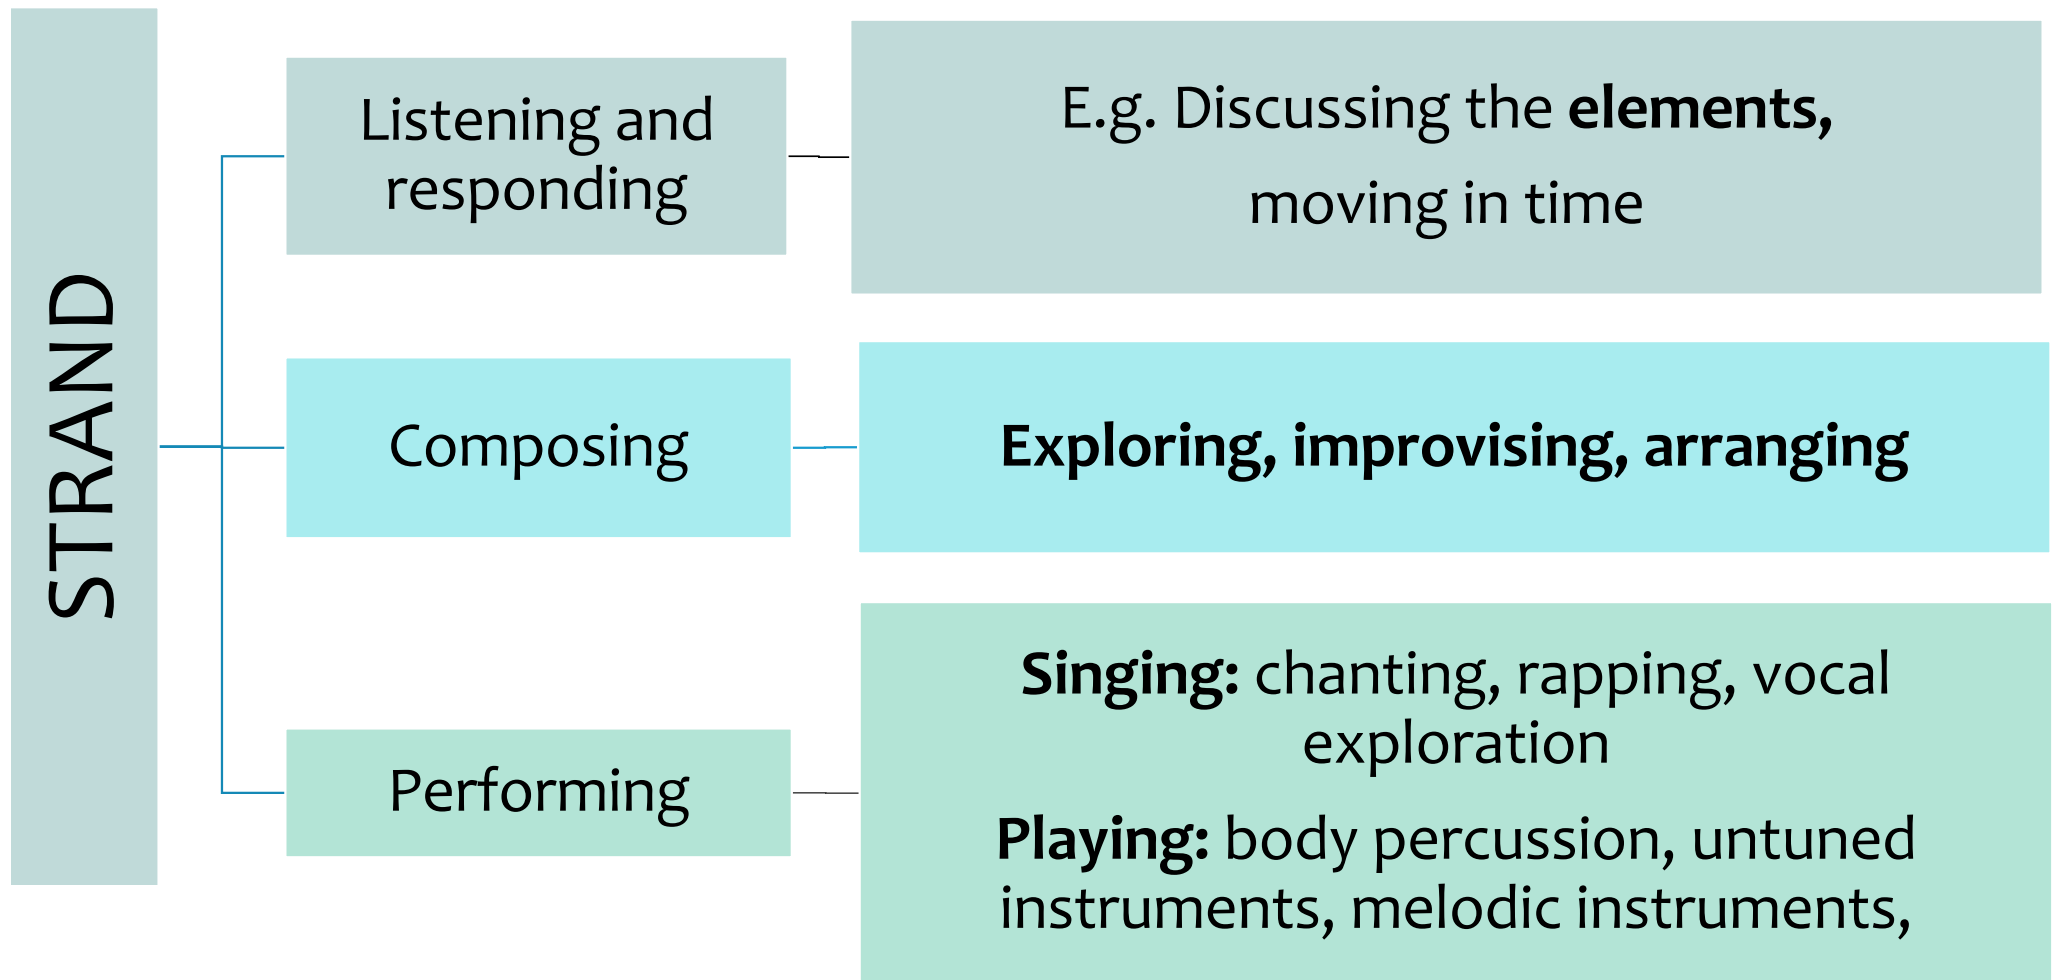 STRAND
Listening and
responding
E.g. Discussing the elements,
moving in time
Composing
Exploring, improvising, arranging
Performing
Singing: chanting, rapping, vocal
exploration
Playing: body percussion, untuned
instruments, melodic instruments,